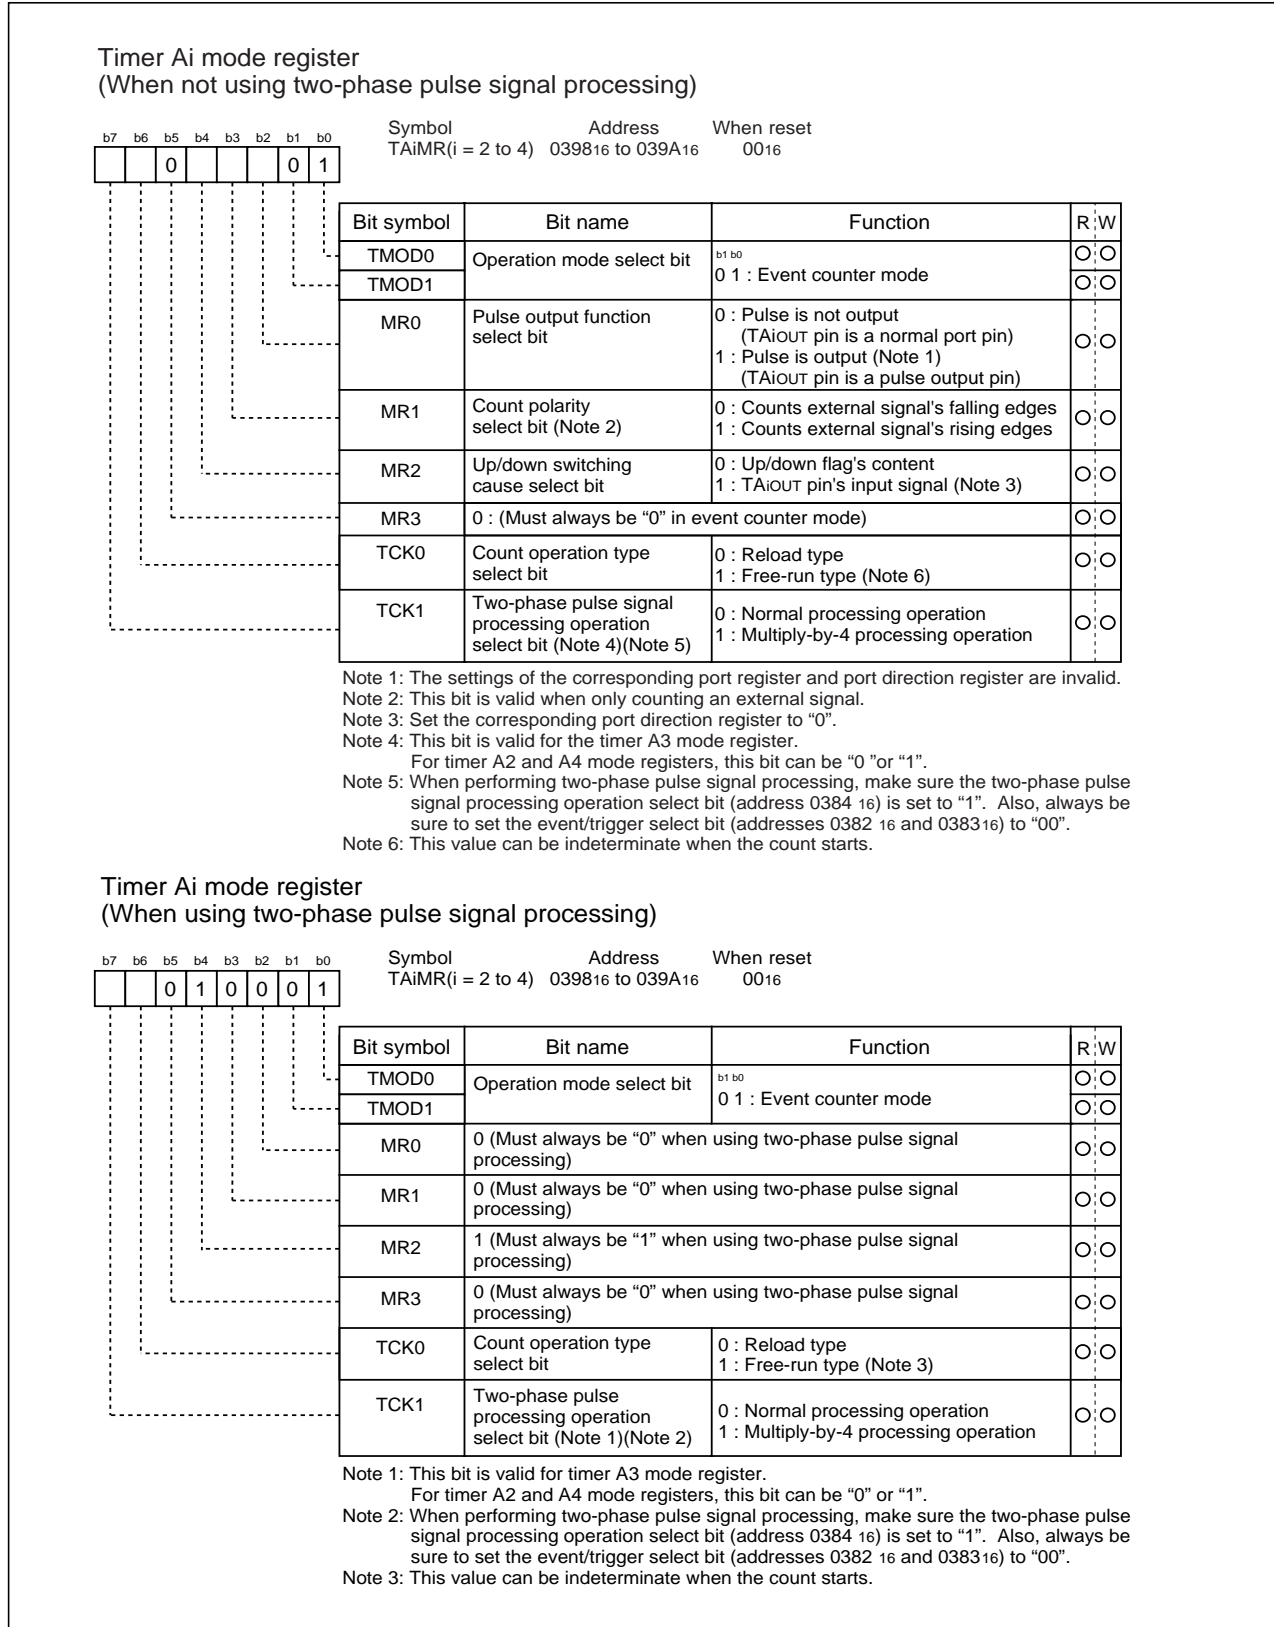 Timer Ai mode register
(When not using two-phase pulse signal processing)
Symbol Address When reset
TAiMR(i = 2 to 4) 039816 to 039A16 0016
b7 b6 b5 b4 b3 b2 b1 b0
0 0 1
Bit symbol Bit name Function R W
TMOD0 Operation mode select bit b1 b0
TMOD1 0 1 : Event counter mode
MR0 Pulse output function 0 : Pulse is not output
select bit (TAiOUT pin is a normal port pin)
1 : Pulse is output (Note 1)
(TAiOUT pin is a pulse output pin)
MR1 Count polarity 0 : Counts external signal's falling edges
select bit (Note 2) 1 : Counts external signal's rising edges
MR2 Up/down switching 0 : Up/down flag's content
cause select bit 1 : TAiOUT pin's input signal (Note 3)
MR3 0 : (Must always be “0” in event counter mode)
TCK0 Count operation type 0 : Reload type
select bit 1 : Free-run type (Note 6)
TCK1 Two-phase pulse signal 0 : Normal processing operation
processing operation 1 : Multiply-by-4 processing operation
select bit (Note 4)(Note 5)
Note 1: The settings of the corresponding port register and port direction register are invalid.
Note 2: This bit is valid when only counting an external signal.
Note 3: Set the corresponding port direction register to “0”.
Note 4: This bit is valid for the timer A3 mode register.
For timer A2 and A4 mode registers, this bit can be “0 ”or “1”.
Note 5: When performing two-phase pulse signal processing, make sure the two-phase pulse
signal processing operation select bit (address 0384 16) is set to “1”. Also, always be
sure to set the event/trigger select bit (addresses 0382 16 and 038316) to “00”.
Note 6: This value can be indeterminate when the count starts.
Timer Ai mode register
(When using two-phase pulse signal processing)
Symbol Address When reset
TAiMR(i = 2 to 4) 039816 to 039A16 0016
b7 b6 b5 b4 b3 b2 b1 b0
0 1 0 0 0 1
Bit symbol Bit name Function R W
TMOD0 Operation mode select bit b1 b0
TMOD1 0 1 : Event counter mode
MR0 0 (Must always be “0” when using two-phase pulse signal
processing)
MR1 0 (Must always be “0” when using two-phase pulse signal
processing)
MR2 1 (Must always be “1” when using two-phase pulse signal
processing)
MR3 0 (Must always be “0” when using two-phase pulse signal
processing)
TCK0 Count operation type 0 : Reload type
select bit 1 : Free-run type (Note 3)
TCK1 Two-phase pulse 0 : Normal processing operation
processing operation 1 : Multiply-by-4 processing operation
select bit (Note 1)(Note 2)
Note 1: This bit is valid for timer A3 mode register.
For timer A2 and A4 mode registers, this bit can be “0” or “1”.
Note 2: When performing two-phase pulse signal processing, make sure the two-phase pulse
signal processing operation select bit (address 0384 16) is set to “1”. Also, always be
sure to set the event/trigger select bit (addresses 0382 16 and 038316) to “00”.
Note 3: This value can be indeterminate when the count starts.